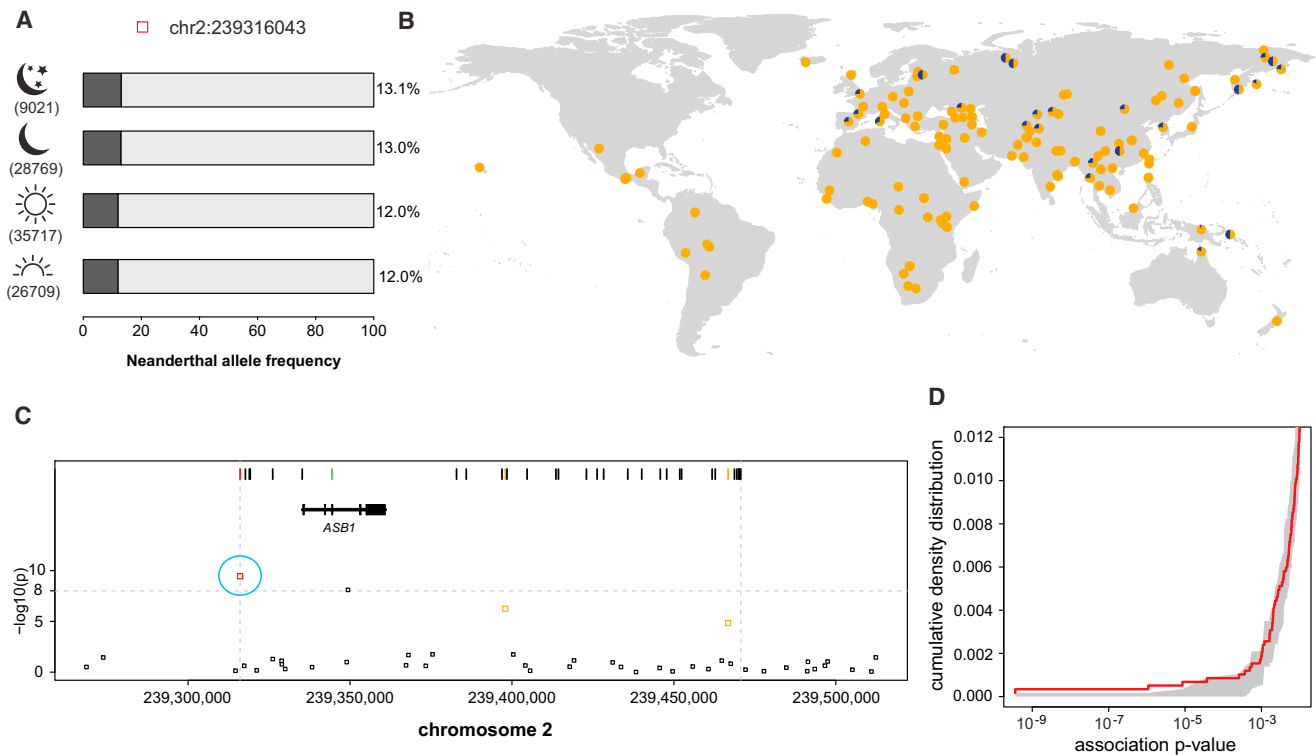 A
chr2:239316043
(9021)
13.1%
(28769)
13.0%
(35717)
12.0%
(26709)
12.0%
0 20 40 60 80 100
Neanderthal allele frequency
B
C
ASB1
−log10(p)
10
8
5
0
239,300,000 239,350,000 239,400,000 239,450,000 239,500,000
chromosome 2
D
cumulative density distribution
0.012
0.010
0.008
0.006
0.004
0.002
0.000
10⁻⁹ 10⁻⁷ 10⁻⁵ 10⁻³
association p-value